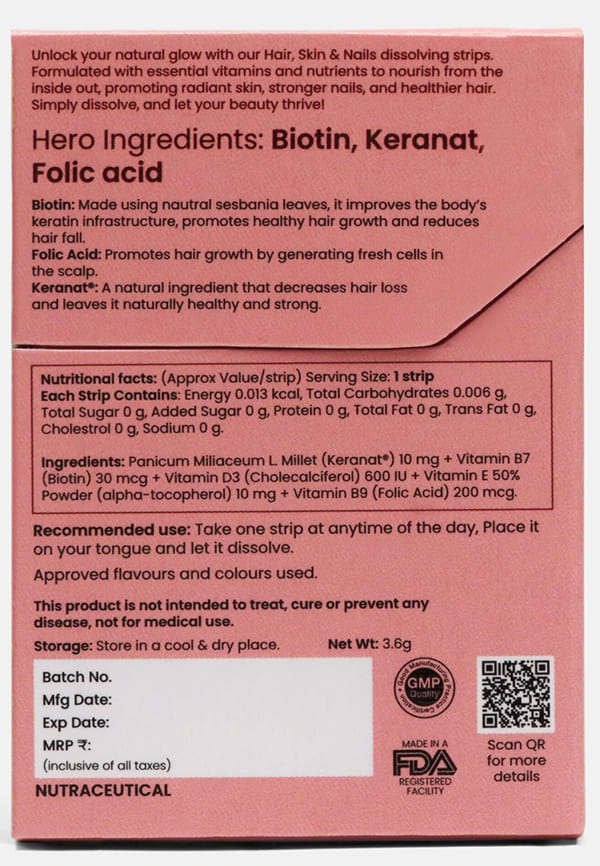 Unlock your natural glow with our Hair, Skin & Nails dissolving strips.
Formulated with essential vitamins and nutrients to nourish from the
inside out, promoting radiant skin, stronger nails, and healthier hair.
Simply dissolve, and let your beauty thrive!
Hero Ingredients: Biotin, Keranat,
Folic acid
Biotin: Made using nautral sesbania leaves, it improves the body's
keratin infrastructure, promotes healthy hair growth and reduces
hair fall.
Folic Acid: Promotes hair growth by generating fresh cells in
the scalp.
Keranat®: A natural ingredient that decreases hair loss
and leaves it naturally healthy and strong.
Nutritional facts: (Approx Value/strip) Serving Size: 1 strip
Each Strip Contains: Energy 0.013 kcal, Total Carbohydrates 0.006 g,
Total Sugar 0 g, Added Sugar 0 g, Protein 0 g, Total Fat 0 g, Trans Fat 0 g,
Cholestrol 0 g, Sodium 0 g.
Ingredients: Panicum Miliaceum L. Millet (Keranat®) 10 mg + Vitamin B7
(Biotin) 30 mcg + Vitamin D3 (Cholecalciferol) 600 IU + Vitamin E 50%
Powder (alpha-tocopherol) 10 mg + Vitamin B9 (Folic Acid) 200 mcg.
Recommended use: Take one strip at anytime of the day, Place it
on your tongue and let it dissolve.
Approved flavours and colours used.
This product is not intended to treat, cure or prevent any
disease, not for medical use.
Storage: Store in a cool & dry place. Net Wt: 3.6g
Batch No.
Mfg Date:
Exp Date:
MRP ₹:
(inclusive of all taxes)
NUTRACEUTICAL
Good Manufacturing Practice Certification
GMP
Quality
MADE IN A
FDA
REGISTERED
FACILITY
Scan QR
for more
details